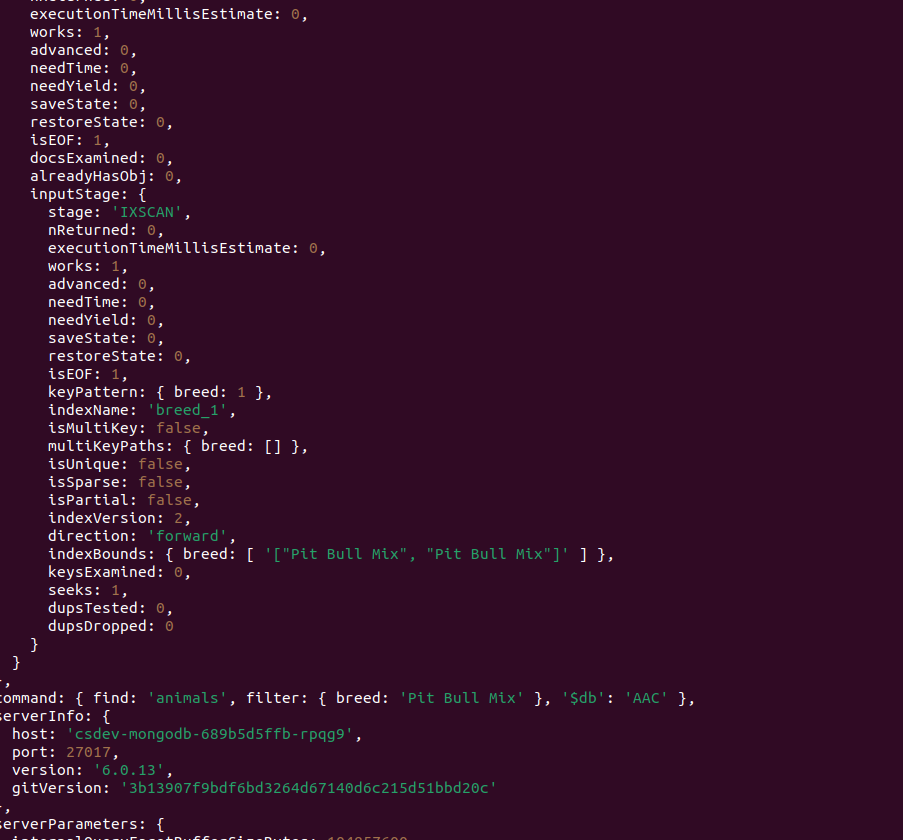 executionTimeMillisEstimate: 0,
works: 1,
advanced: 0,
needTime: 0,
needYield: 0,
saveState: 0,
restoreState: 0,
isEOF: 1,
docsExamined: 0,
alreadyHasObj: 0,
inputStage: {
stage: 'IXSCAN',
nReturned: 0,
executionTimeMillisEstimate: 0,
works: 1,
advanced: 0,
needTime: 0,
needYield: 0,
saveState: 0,
restoreState: 0,
isEOF: 1,
keyPattern: { breed: 1 },
indexName: 'breed_1',
isMultiKey: false,
multiKeyPaths: { breed: [] },
isUnique: false,
isSparse: false,
isPartial: false,
indexVersion: 2,
direction: 'forward',
indexBounds: { breed: [ '["Pit Bull Mix", "Pit Bull Mix"]' ] },
keysExamined: 0,
seeks: 1,
dupsTested: 0,
dupsDropped: 0
}
}
,
command: { find: 'animals', filter: { breed: 'Pit Bull Mix' }, '$db': 'AAC' },
serverInfo: {
host: 'csdev-mongodb-689b5d5ffb-rpqg9',
port: 27017,
version: '6.0.13',
gitVersion: '3b13907f9bdf6bd3264d67140d6c215d51bbd20c'
,
serverParameters: {